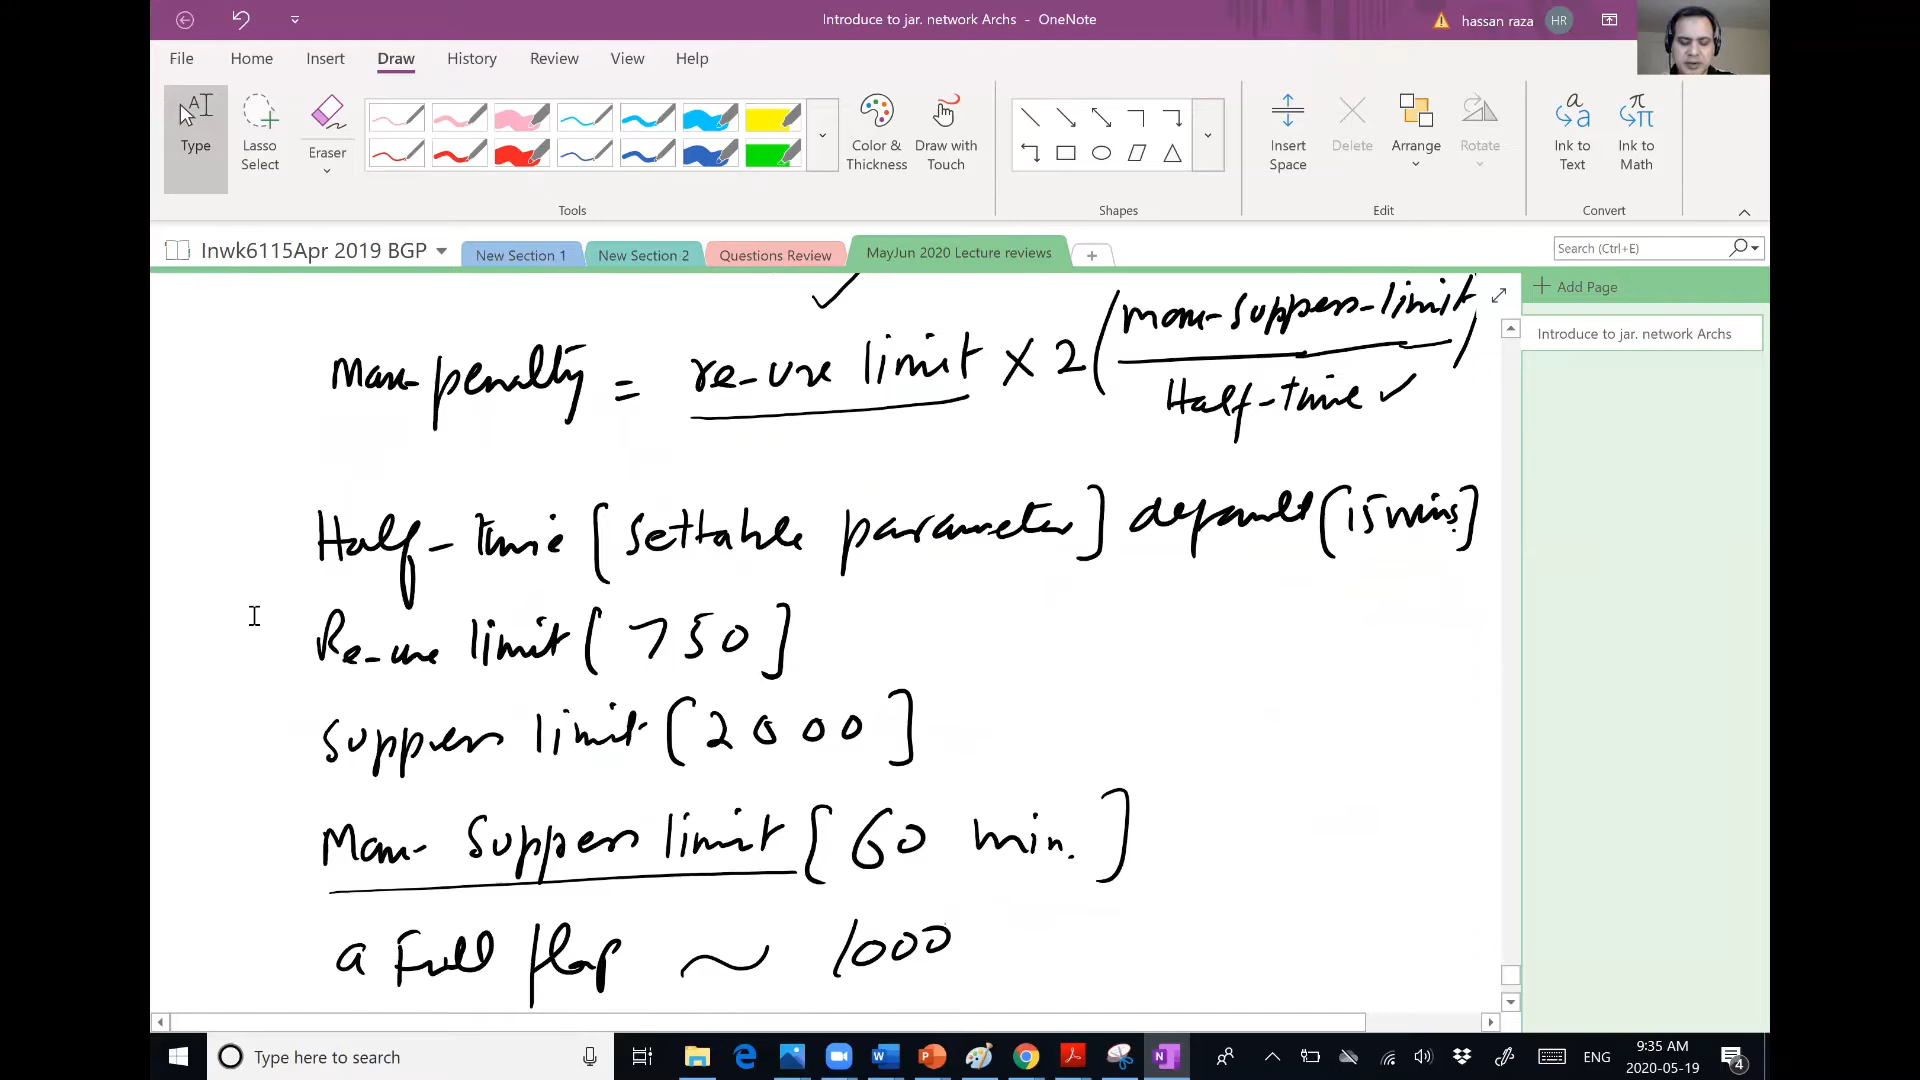 Introduce to jar. network Archs - OneNote
hassan raza HR
File Home Insert Draw History Review View Help
Type
Lasso Select
Eraser
Color & Thickness
Draw with Touch
Insert Space
Delete
Arrange
Rotate
Ink to Text
Ink to Math
Tools Shapes Edit Convert
Inwk6115Apr 2019 BGP New Section 1 New Section 2 Questions Review MayJun 2020 Lecture reviews + Search (Ctrl+E)
+ Add Page
Introduce to jar. network Archs
Max-penalty = re-use limit × 2 (max-suppress-limit / Half-time)
Half-time [settable parameter] default [15 mins]
Re-use limit [750]
suppress limit [2000]
Max-Suppress limit [60 min.]
a Full flap ~ 1000
Type here to search
ENG
9:35 AM
2020-05-19
4